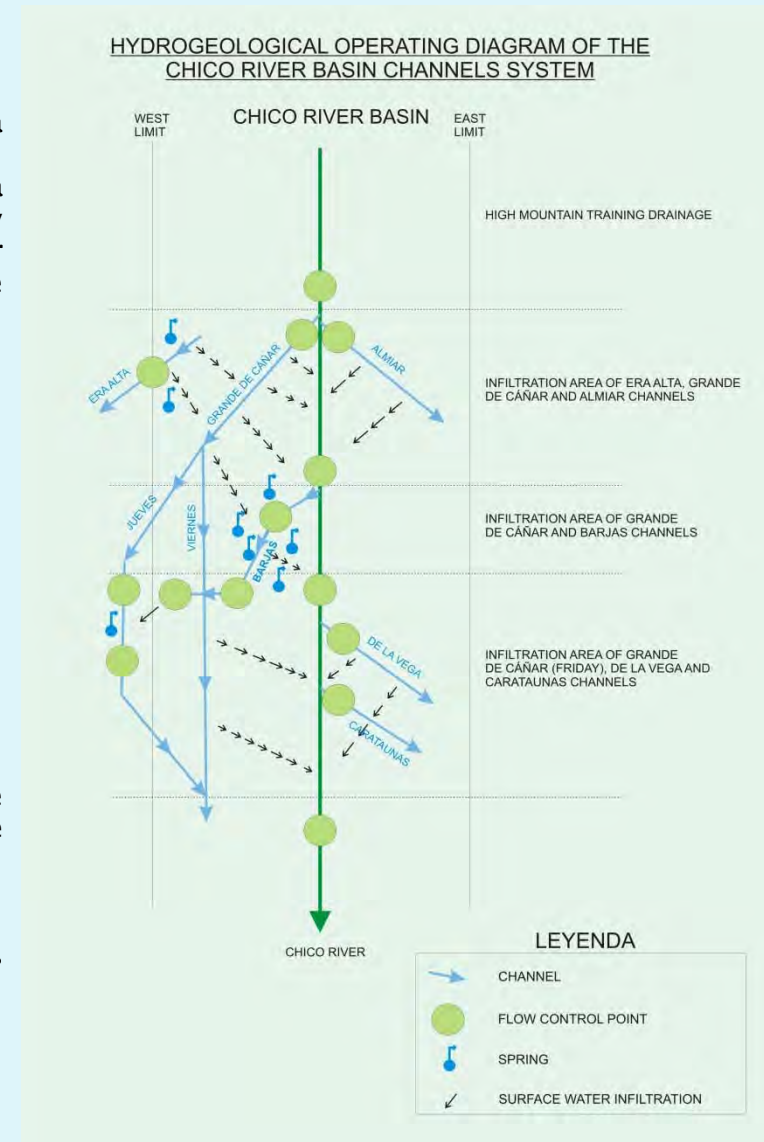 HYDROGEOLOGICAL OPERATING DIAGRAM OF THE
CHICO RIVER BASIN CHANNELS SYSTEM
WEST
LIMIT
CHICO RIVER BASIN
EAST
LIMIT
HIGH MOUNTAIN TRAINING DRAINAGE
ERA ALTA
GRANDE DE CÁÑAR
ALMIAR
INFILTRATION AREA OF ERA ALTA, GRANDE
DE CÁÑAR AND ALMIAR CHANNELS
JUEVES
VIERNES
BARJAS
INFILTRATION AREA OF GRANDE
DE CÁÑAR AND BARJAS CHANNELS
DE LA VEGA
CARATAUNAS
INFILTRATION AREA OF GRANDE
DE CÁÑAR (FRIDAY), DE LA VEGA AND
CARATAUNAS CHANNELS
CHICO RIVER
LEYENDA
CHANNEL
FLOW CONTROL POINT
SPRING
SURFACE WATER INFILTRATION